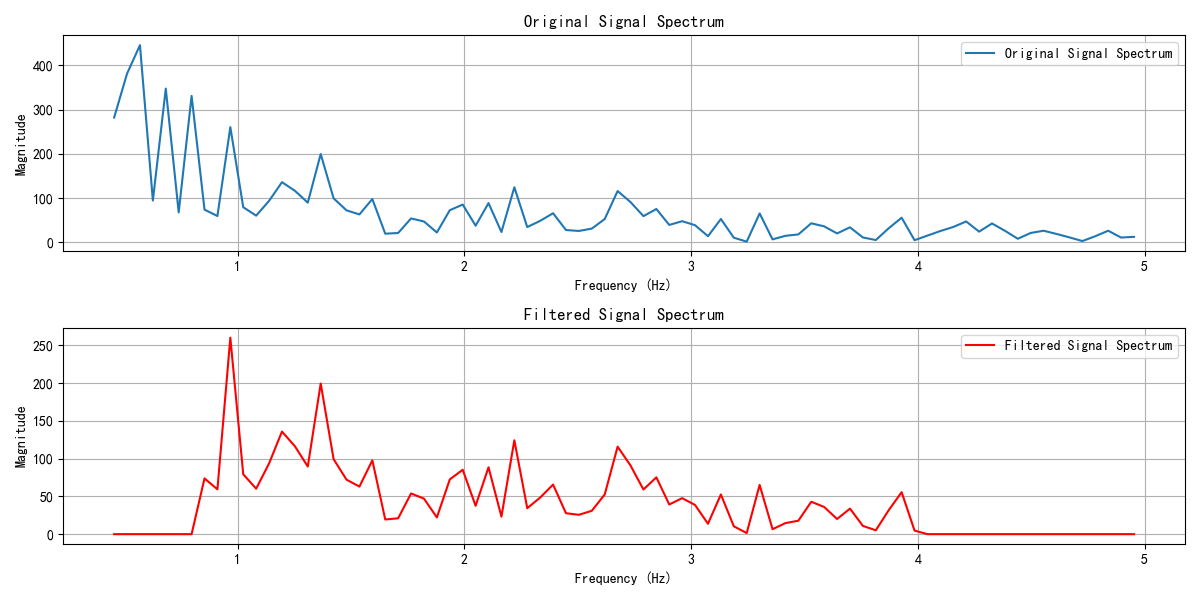 Original Signal Spectrum
Original Signal Spectrum
Magnitude
400
300
200
100
0
1 2 3 4 5
Frequency (Hz)
Filtered Signal Spectrum
Filtered Signal Spectrum
Magnitude
250
200
150
100
50
0
1 2 3 4 5
Frequency (Hz)